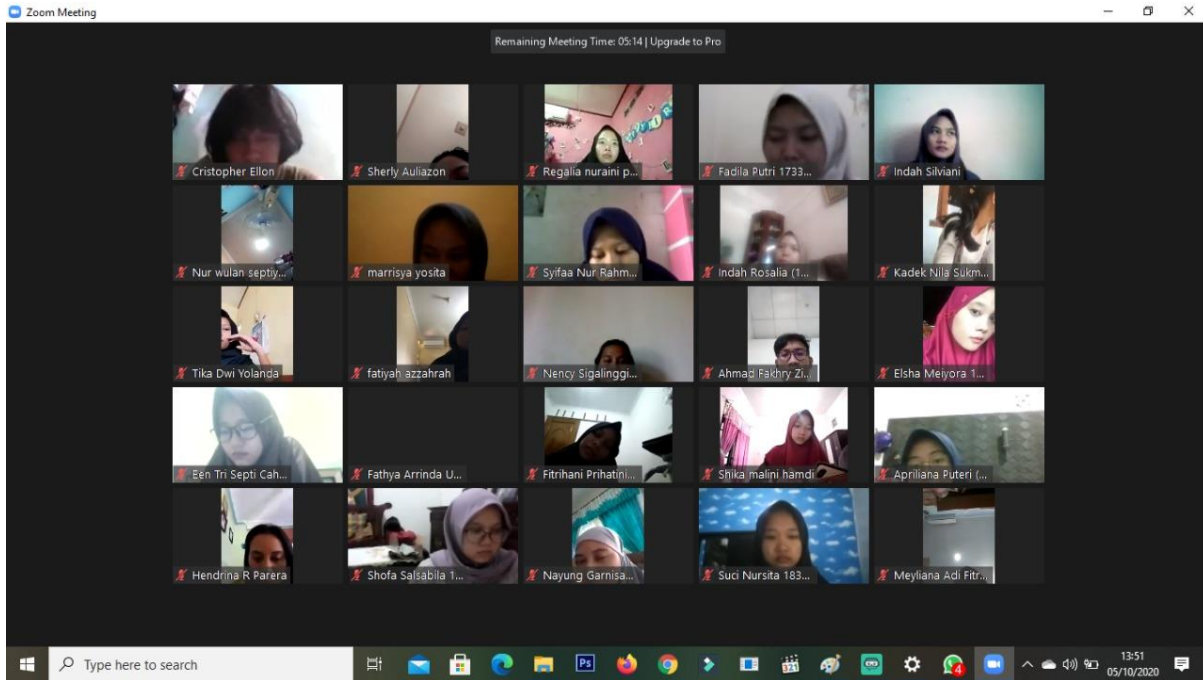 Zoom Meeting
Remaining Meeting Time: 05:14 | Upgrade to Pro
Cristopher Ellon
Sherly Auliazon
Regalia nuraini p...
Fadila Putri 1733...
Indah Silviani
Nur wulan septiy...
marrisya yosita
Syifaa Nur Rahm...
Indah Rosalia (1...
Kadek Nila Sukm...
Tika Dwi Yolanda
fatiyah azzahrah
Nency Sigalinggi...
Ahmad Fakhry Zi...
Elsha Meiyora 1...
Een Tri Septi Cah...
Fathya Arrinda U...
Fitrihani Prihatini...
Shika malini hamdi
Apriliana Puteri (...
Hendrina R Parera
Shofa Salsabila 1...
Nayung Garnisa...
Suci Nursita 183...
Meyliana Adi Fitr...
Type here to search
Ps
321
4
13:51
05/10/2020